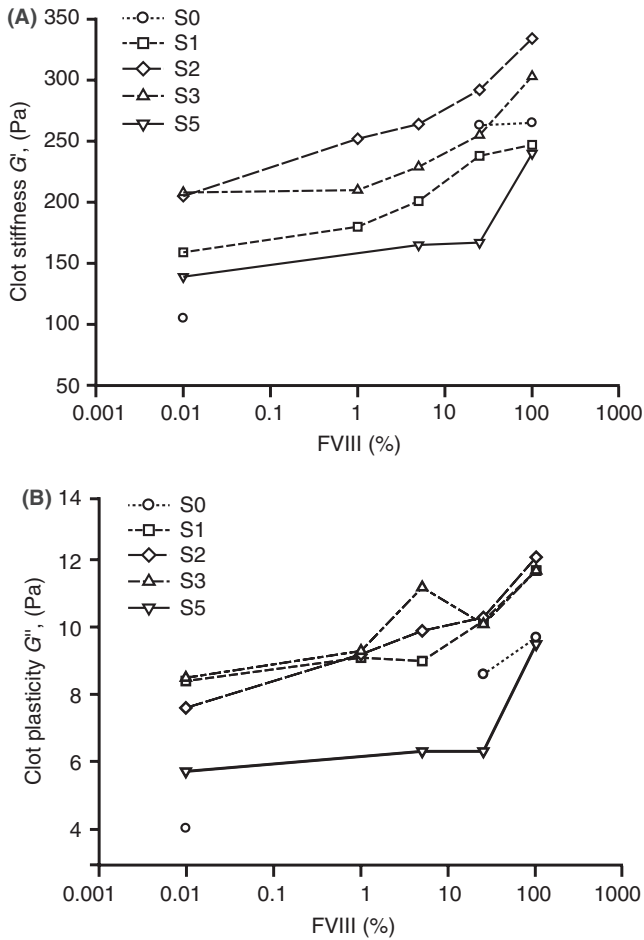 (A)
350
300
250
200
150
100
50
Clot stiffness G', (Pa)
S0
S1
S2
S3
S5
0.001 0.01 0.1 1 10 100 1000
FVIII (%)
(B)
14
12
10
8
6
4
Clot plasticity G'', (Pa)
S0
S1
S2
S3
S5
0.001 0.01 0.1 1 10 100 1000
FVIII (%)